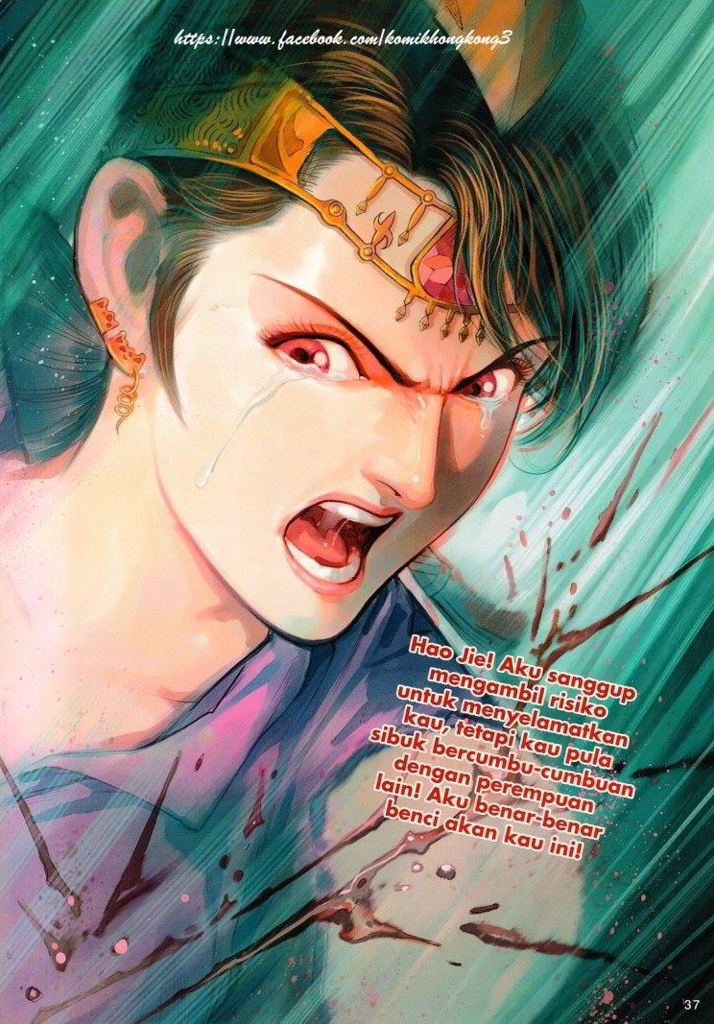 https://www.facebook.com/komikhongkong3
Hao Jie! Aku sanggup
mengambil risiko
untuk menyelamatkan
kau, tetapi kau pula
sibuk bercumbu-cumbuan
dengan perempuan
lain! Aku benar-benar
benci akan kau ini!
37